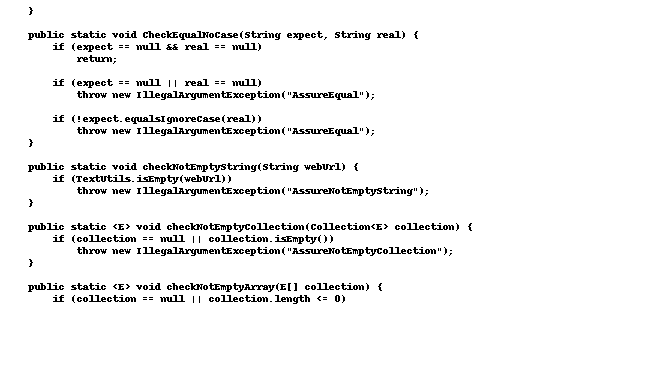 }
public static void CheckEqualNoCase(String expect, String real) {
if (expect == null && real == null)
return;
if (expect == null || real == null)
throw new IllegalArgumentException("AssureEqual");
if (!expect.equalsIgnoreCase(real))
throw new IllegalArgumentException("AssureEqual");
}
public static void checkNotEmptyString(String webUrl) {
if (TextUtils.isEmpty(webUrl))
throw new IllegalArgumentException("AssureNotEmptyString");
}
public static <E> void checkNotEmptyCollection(Collection<E> collection) {
if (collection == null || collection.isEmpty())
throw new IllegalArgumentException("AssureNotEmptyCollection");
}
public static <E> void checkNotEmptyArray(E[] collection) {
if (collection == null || collection.length <= 0)